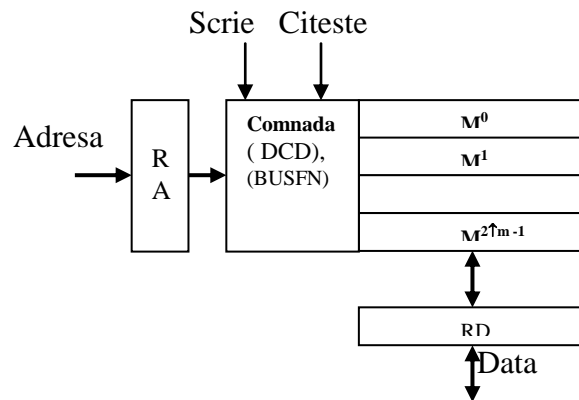 Scrie Citeste
Adresa
R
A
Comnada
( DCD),
(BUSFN)
M⁰
M¹
M²↑ᵐ⁻¹
RD
Data